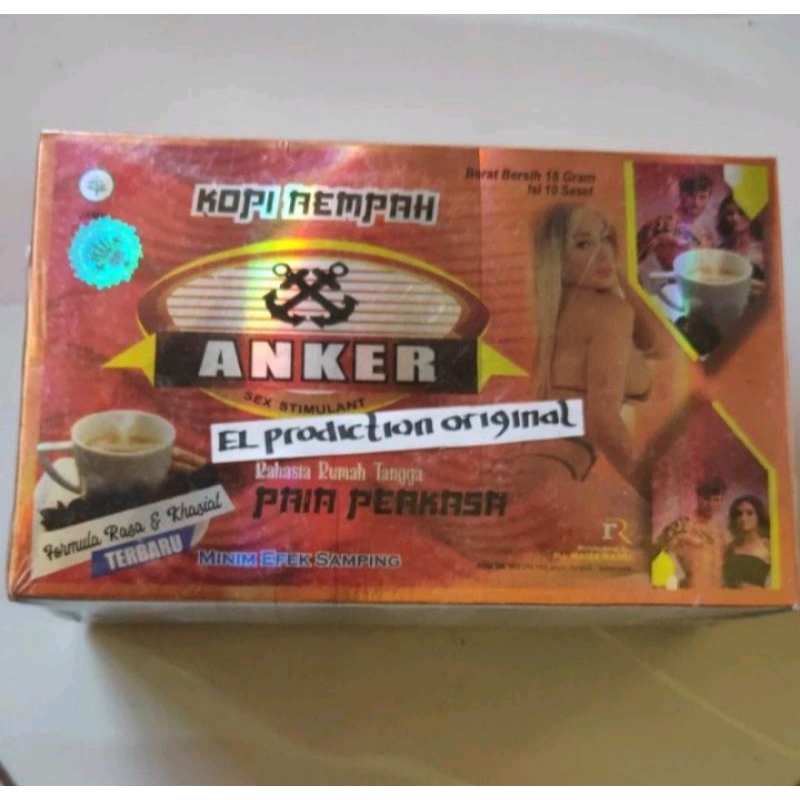 KOPI REMPAH
Berat Bersih 18 Gram
Isi 10 Saset
ANKER
SEX STIMULANT
EL prodiction original
Rahasia Rumah Tangga
PRIA PERKASA
Formula Rasa & Khasiat
TERBARU
MINIM EFEK SAMPING
R